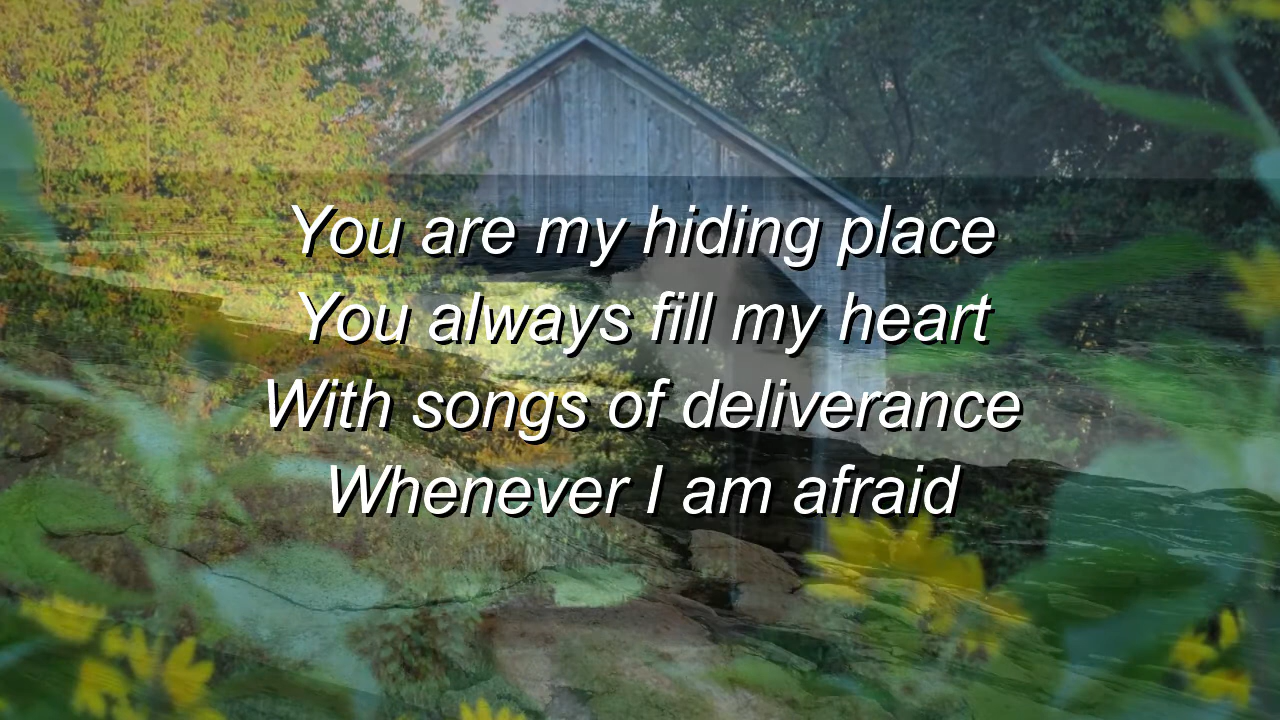 You are my hiding place
You always fill my heart
With songs of deliverance
Whenever I am afraid